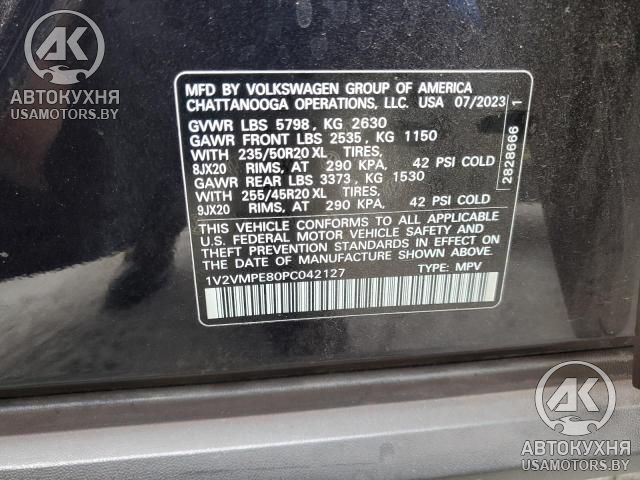 AK
АВТОКУХНЯ
USAMOTORS.BY
MFD BY VOLKSWAGEN GROUP OF AMERICA
CHATTANOOGA OPERATIONS, LLC. USA 07/2023
GVWR LBS 5798, KG 2630
GAWR FRONT LBS 2535, KG 1150
WITH 235/50R20 XL TIRES,
8JX20 RIMS, AT 290 KPA, 42 PSI COLD
GAWR REAR LBS 3373, KG 1530
WITH 255/45R20 XL TIRES,
9JX20 RIMS, AT 290 KPA, 42 PSI COLD
THIS VEHICLE CONFORMS TO ALL APPLICABLE
U.S. FEDERAL MOTOR VEHICLE SAFETY AND
THEFT PREVENTION STANDARDS IN EFFECT ON
THE DATE OF MANUFACTURE SHOWN ABOVE.
1V2VMPE80PC042127 TYPE: MPV
2828666 1
AK
АВТОКУХНЯ
USAMOTORS.BY